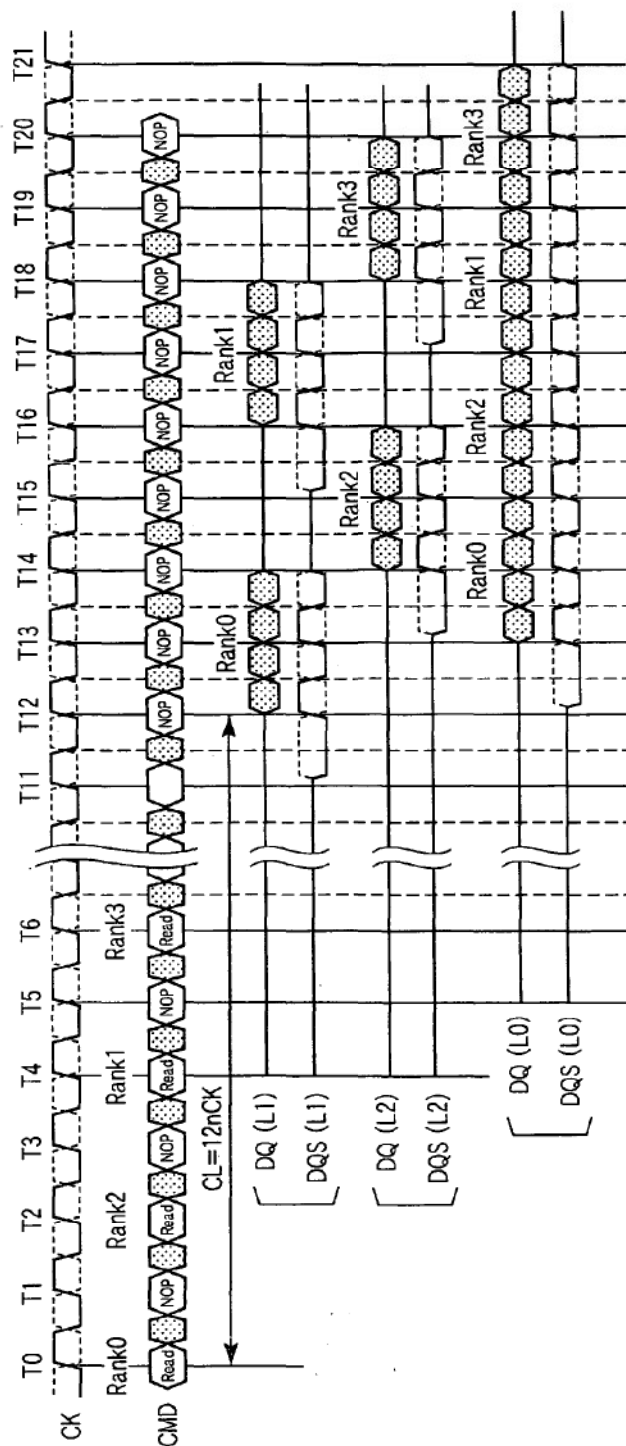 T0 T1 T2 T3 T4 T5 T6 T11 T12 T13 T14 T15 T16 T17 T18 T19 T20 T21
CK
Rank0 Rank2 Rank1 Rank3
CMD Read NOP Read NOP Read NOP Read NOP NOP NOP NOP NOP NOP NOP NOP NOP
CL=12nCK
Rank0 Rank1
DQ (L1)
DQS (L1)
Rank2 Rank3
DQ (L2)
DQS (L2)
Rank0 Rank2 Rank1 Rank3
DQ (L0)
DQS (L0)